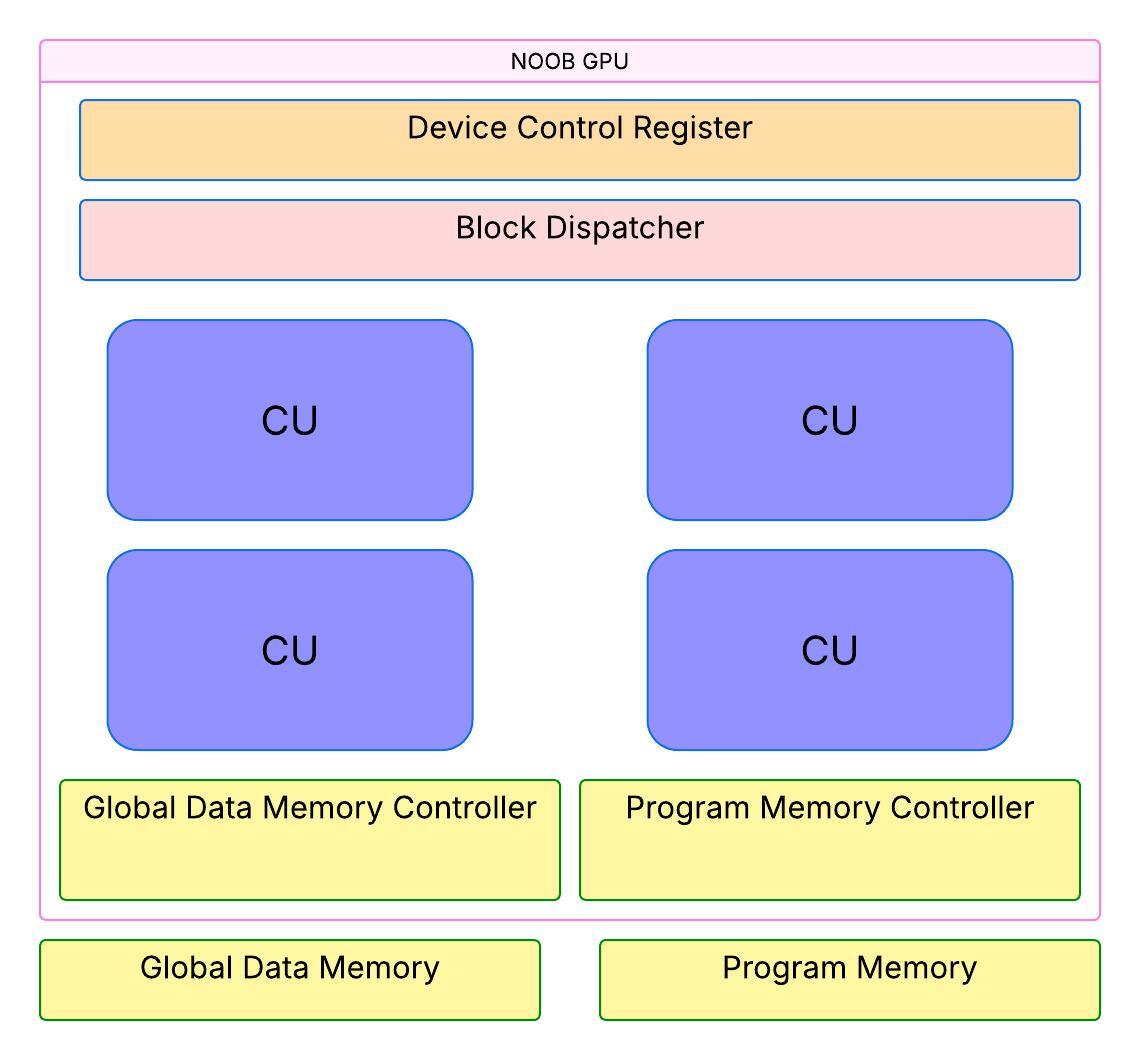 NOOB GPU
Device Control Register
Block Dispatcher
CU
CU
CU
CU
Global Data Memory Controller
Program Memory Controller
Global Data Memory
Program Memory